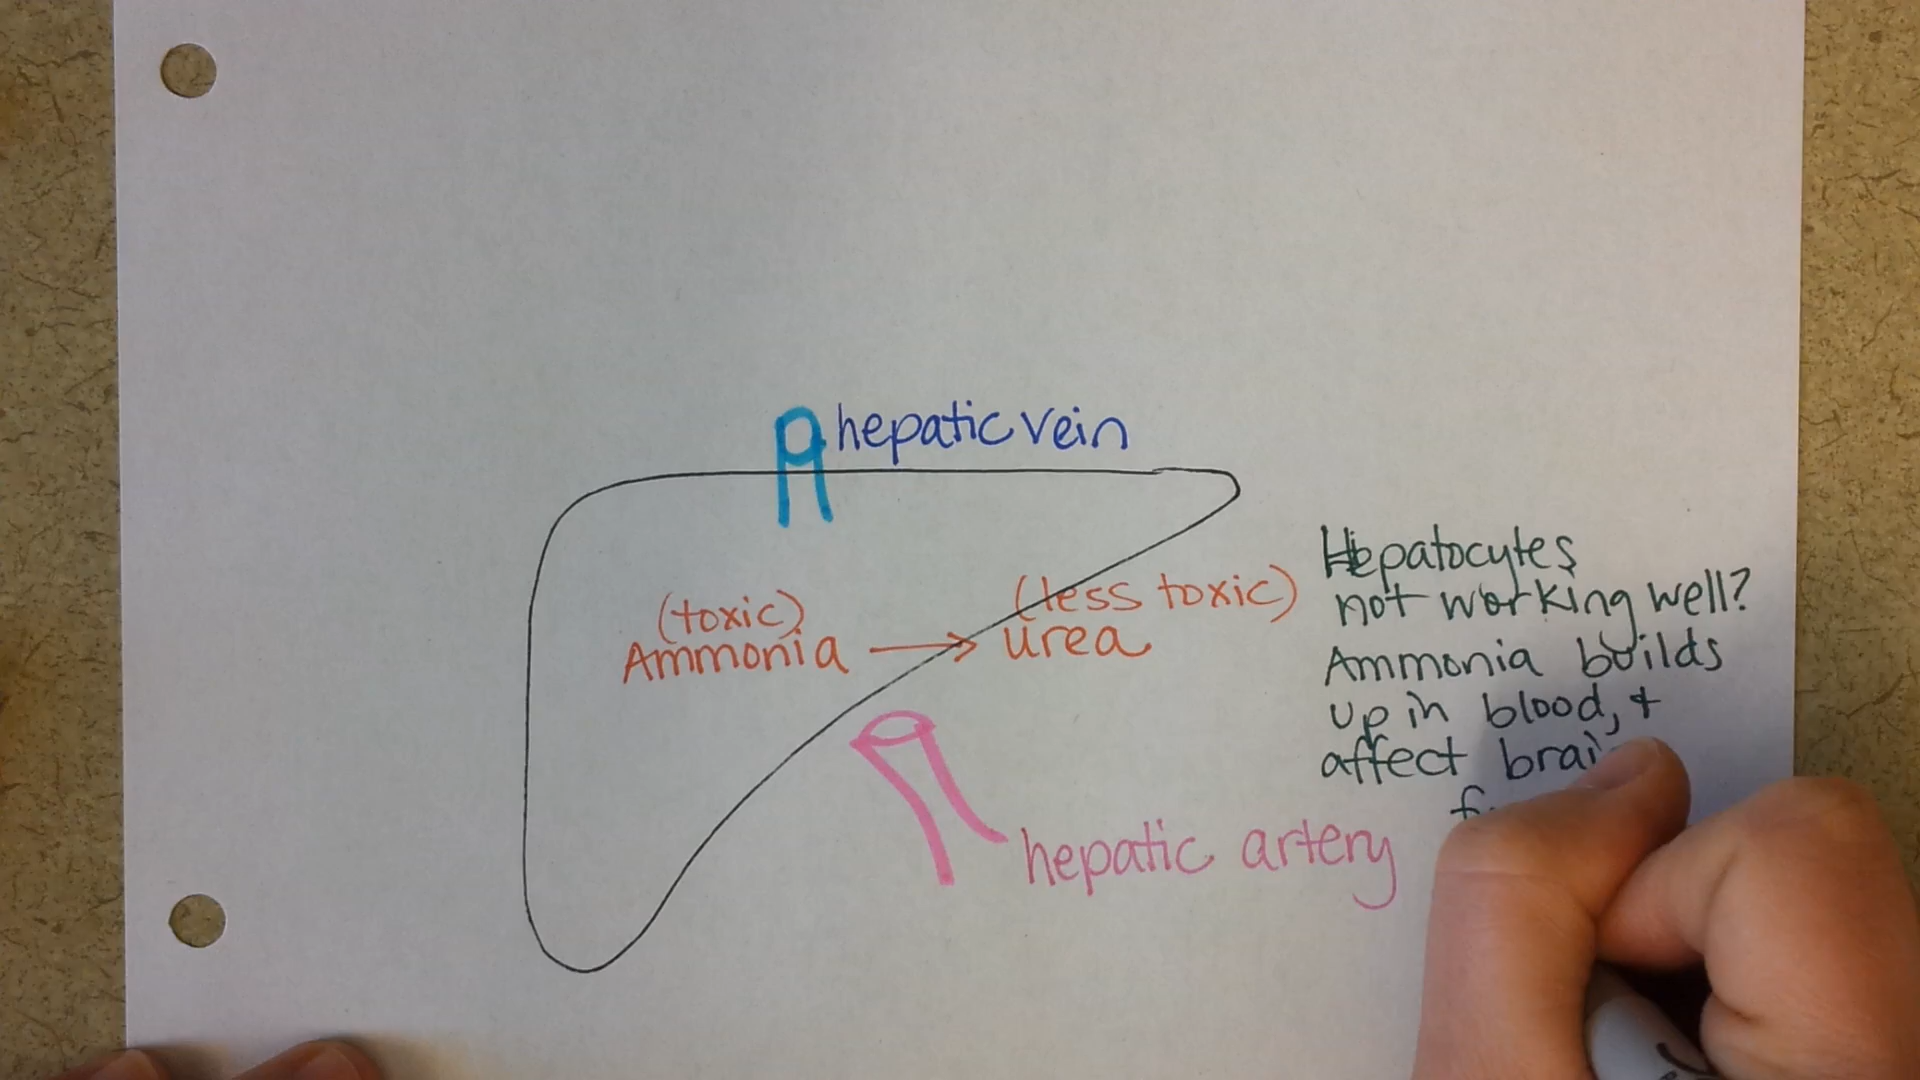 hepatic vein
(toxic)
Ammonia
(less toxic)
urea
Hepatocytes
not working well?
Ammonia builds
up in blood, +
affect
hepatic artery